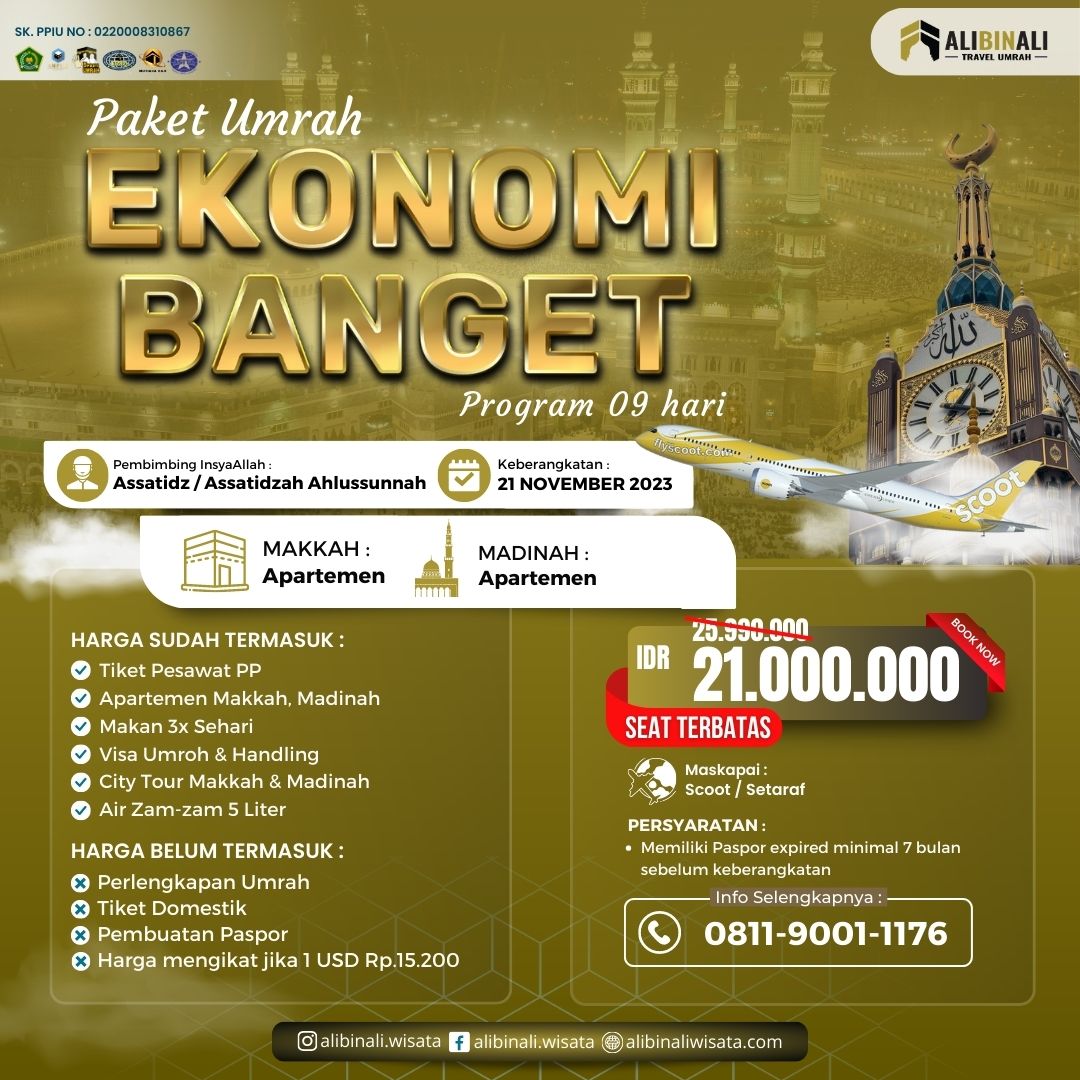 SK. PPIU NO : 0220008310867
ALIBINALI
TRAVEL UMRAH
Paket Umrah
EKONOMI
BANGET
Program 09 hari
Pembimbing InsyaAllah :
Assatidz / Assatidzah Ahlussunnah
Keberangkatan :
21 NOVEMBER 2023
flyscoot.com
scoot
الله
MAKKAH :
Apartemen
MADINAH :
Apartemen
HARGA SUDAH TERMASUK :
Tiket Pesawat PP
Apartemen Makkah, Madinah
Makan 3x Sehari
Visa Umroh & Handling
City Tour Makkah & Madinah
Air Zam-zam 5 Liter
HARGA BELUM TERMASUK :
Perlengkapan Umrah
Tiket Domestik
Pembuatan Paspor
Harga mengikat jika 1 USD Rp.15.200
25.990.000
IDR
21.000.000
BOOK NOW
SEAT TERBATAS
Maskapai :
Scoot / Setaraf
PERSYARATAN :
• Memiliki Paspor expired minimal 7 bulan
sebelum keberangkatan
Info Selengkapnya :
0811-9001-1176
alibinali.wisata
alibinali.wisata
alibinaliwisata.com